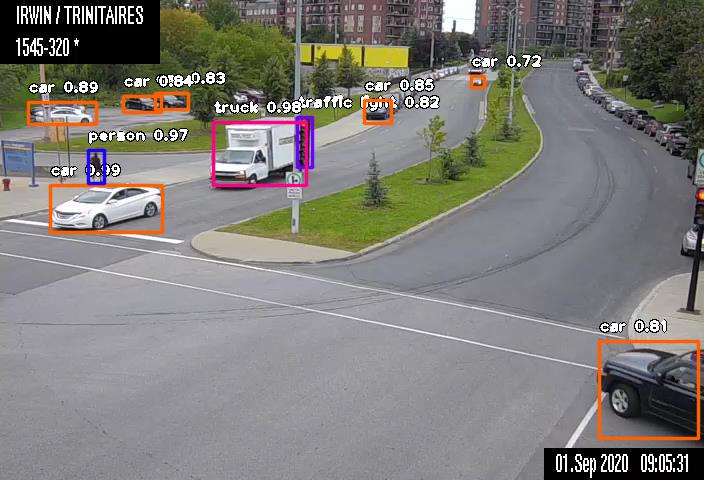 IRWIN / TRINITAIRES
1545-320 *
car 0.72
car 0.89
car 0.84
0.83
car 0.85
truck 0.98
traffic light 0.82
person 0.97
car 0.99
car 0.81
01.Sep 2020 09:05:31